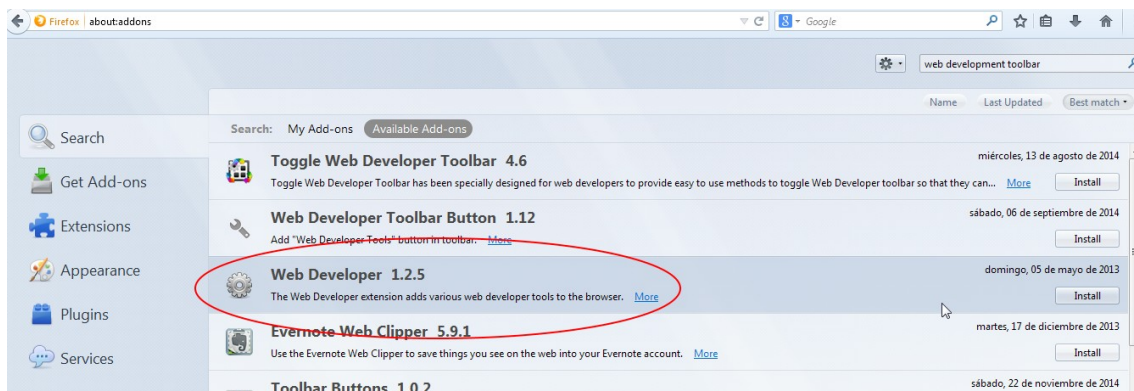 Firefox about:addons
Google
web development toolbar
Name Last Updated Best match
Search
Search: My Add-ons Available Add-ons
Toggle Web Developer Toolbar 4.6 miércoles, 13 de agosto de 2014
Toggle Web Developer Toolbar has been specially designed for web developers to provide easy to use methods to toggle Web Developer toolbar so that they can... More Install
Get Add-ons
Web Developer Toolbar Button 1.12 sábado, 06 de septiembre de 2014
Add "Web Developer Tools" button in toolbar. More Install
Extensions
Web Developer 1.2.5 domingo, 05 de mayo de 2013
The Web Developer extension adds various web developer tools to the browser. More Install
Appearance
Plugins
Evernote Web Clipper 5.9.1 martes, 17 de diciembre de 2013
Use the Evernote Web Clipper to save things you see on the web into your Evernote account. More Install
Services
Toolbar Buttons 1.0.2 sábado, 22 de noviembre de 2014